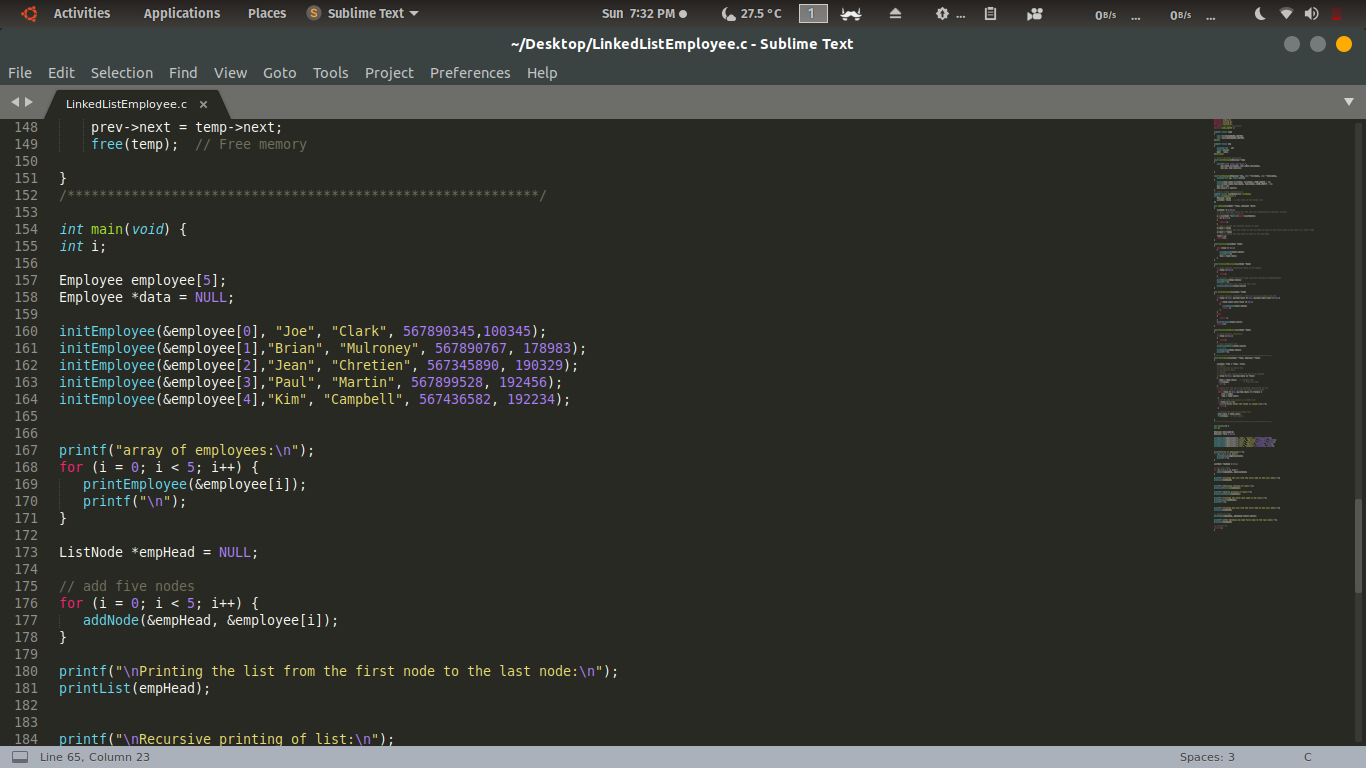 Activities Applications Places S Sublime Text Sun 7:32 PM 27.5 °C 1 ... 0B/s ... 0B/s ...
~/Desktop/LinkedListEmployee.c - Sublime Text
File Edit Selection Find View Goto Tools Project Preferences Help
LinkedListEmployee.c ×
148 prev->next = temp->next;
149 free(temp);  // Free memory
150
151 }
152 /***********************************************************/
153
154 int main(void) {
155 int i;
156
157 Employee employee[5];
158 Employee *data = NULL;
159
160 initEmployee(&employee[0], "Joe", "Clark", 567890345,100345);
161 initEmployee(&employee[1],"Brian", "Mulroney", 567890767, 178983);
162 initEmployee(&employee[2],"Jean", "Chretien", 567345890, 190329);
163 initEmployee(&employee[3],"Paul", "Martin", 567899528, 192456);
164 initEmployee(&employee[4],"Kim", "Campbell", 567436582, 192234);
165
166
167 printf("array of employees:\n");
168 for (i = 0; i < 5; i++) {
169 printEmployee(&employee[i]);
170 printf("\n");
171 }
172
173 ListNode *empHead = NULL;
174
175 // add five nodes
176 for (i = 0; i < 5; i++) {
177 addNode(&empHead, &employee[i]);
178 }
179
180 printf("\nPrinting the list from the first node to the last node:\n");
181 printList(empHead);
182
183
184 printf("\nRecursive printing of list:\n");
Line 65, Column 23 Spaces: 3 C